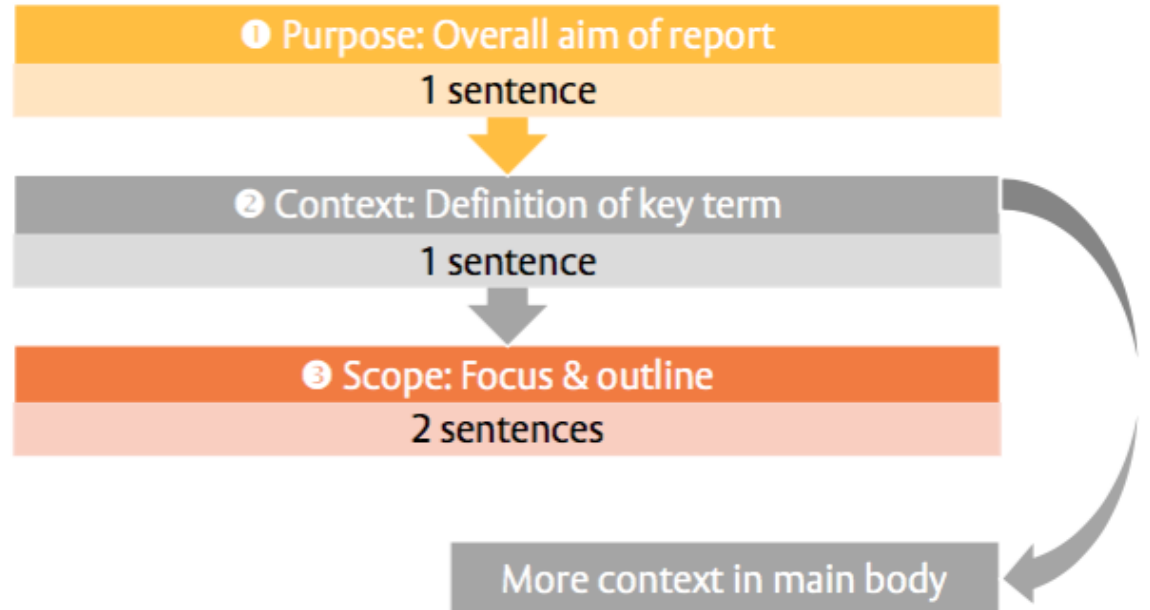 ❶ Purpose: Overall aim of report
1 sentence
❷ Context: Definition of key term
1 sentence
❸ Scope: Focus & outline
2 sentences
More context in main body